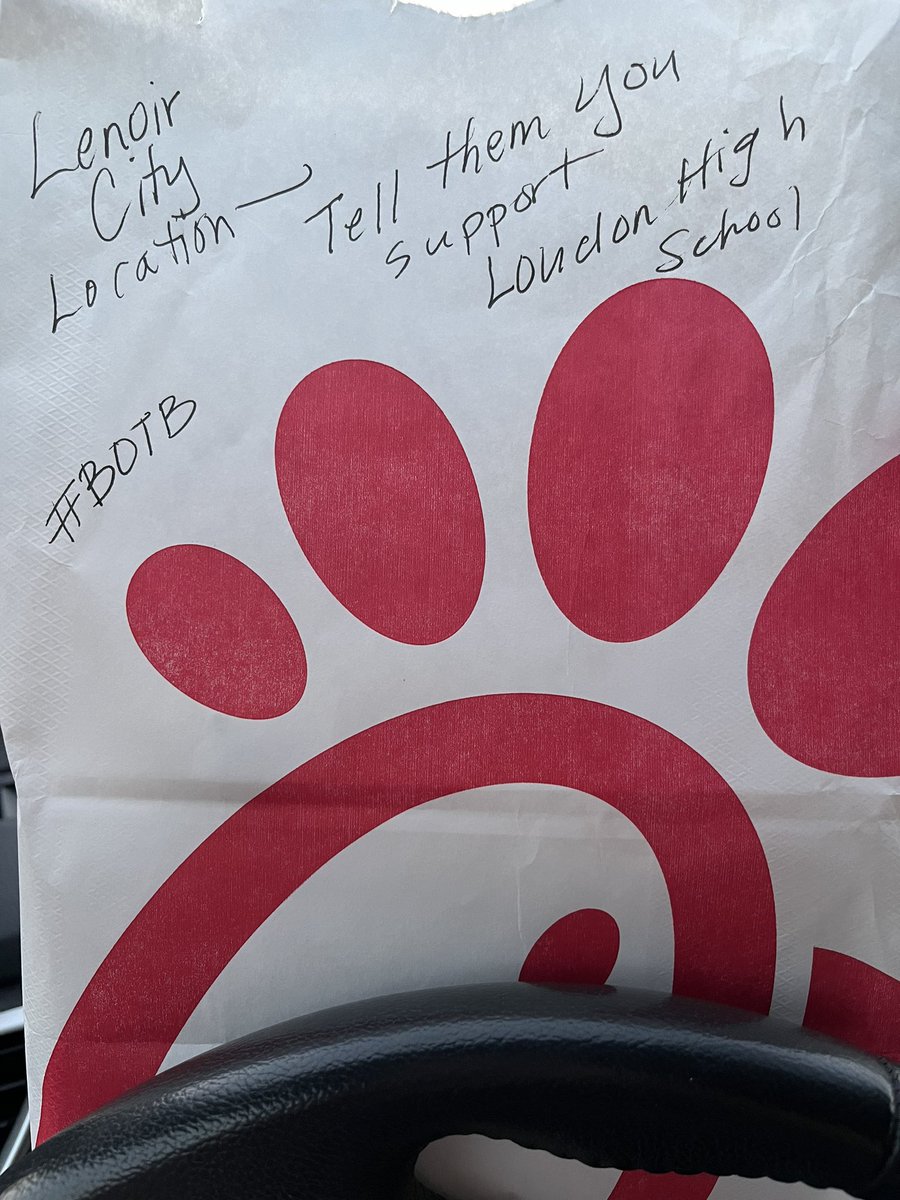 Lenoir
City
Location —
Tell them you
support
Loudon High
School
#BOTB